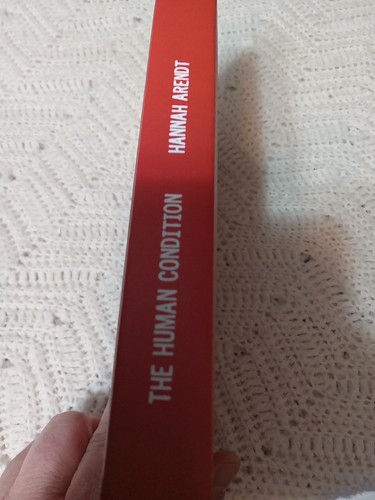 THE HUMAN CONDITION
HANNAH ARENDT